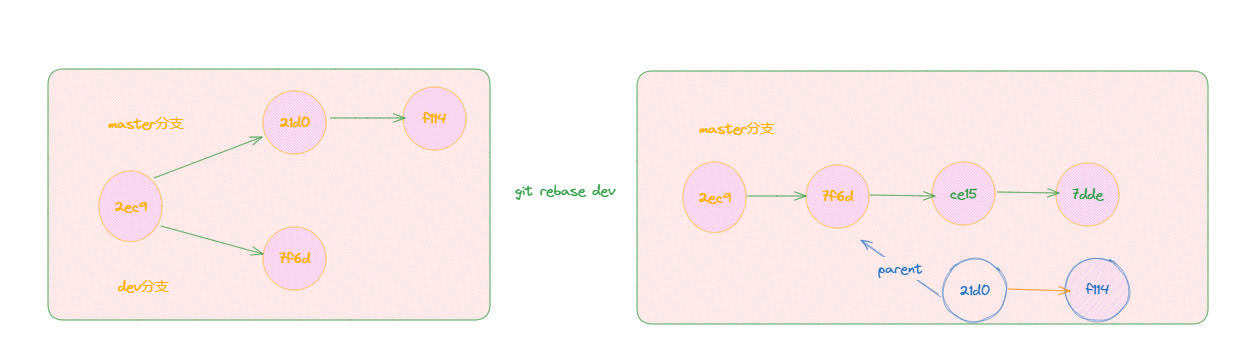 master分支
21d0
f114
2ec9
7f6d
dev分支
git rebase dev
master分支
2ec9
7f6d
ce15
7dde
parent
21d0
f114